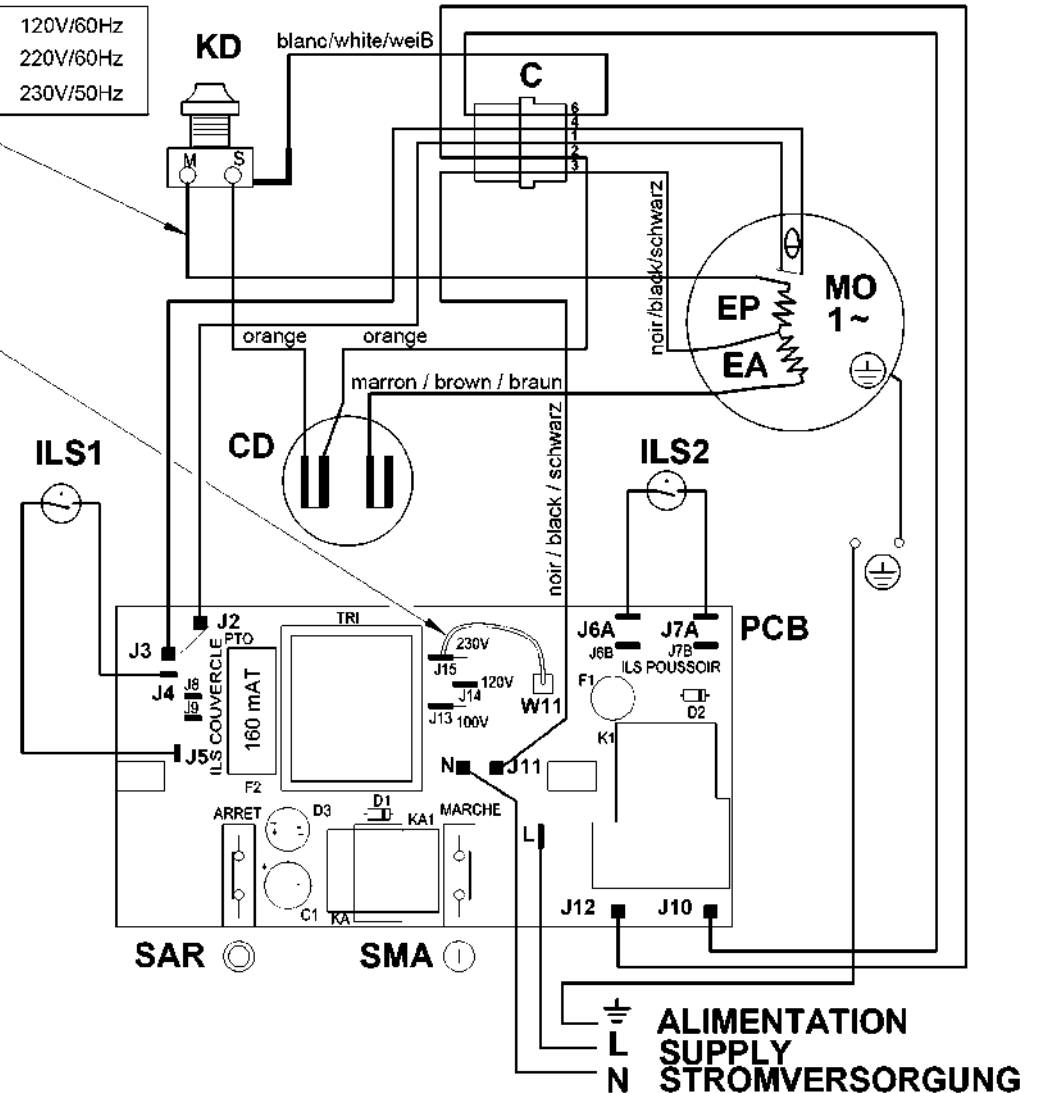 120V/60Hz
220V/60Hz
230V/50Hz
KD
blanc/white/weiB
C
6
4
1
2
3
M
S
noir/black/schwarz
MO
1~
EP
EA
orange
orange
marron / brown / braun
CD
noir / black / schwarz
ILS1
ILS2
J2
TRI
PTO
J3
J4
J8
J9
J5
ILS COUVERCLE
160 mAT
F2
230V
J15
120V
J14
J13
100V
W11
J6A
J7A
J6B
J7B
ILS POUSSOIR
PCB
F1
D2
K1
N
J11
ARRET
D3
D1
KA1
MARCHE
L
C1
KA
J12
J10
SAR
SMA
ALIMENTATION
L SUPPLY
N STROMVERSORGUNG